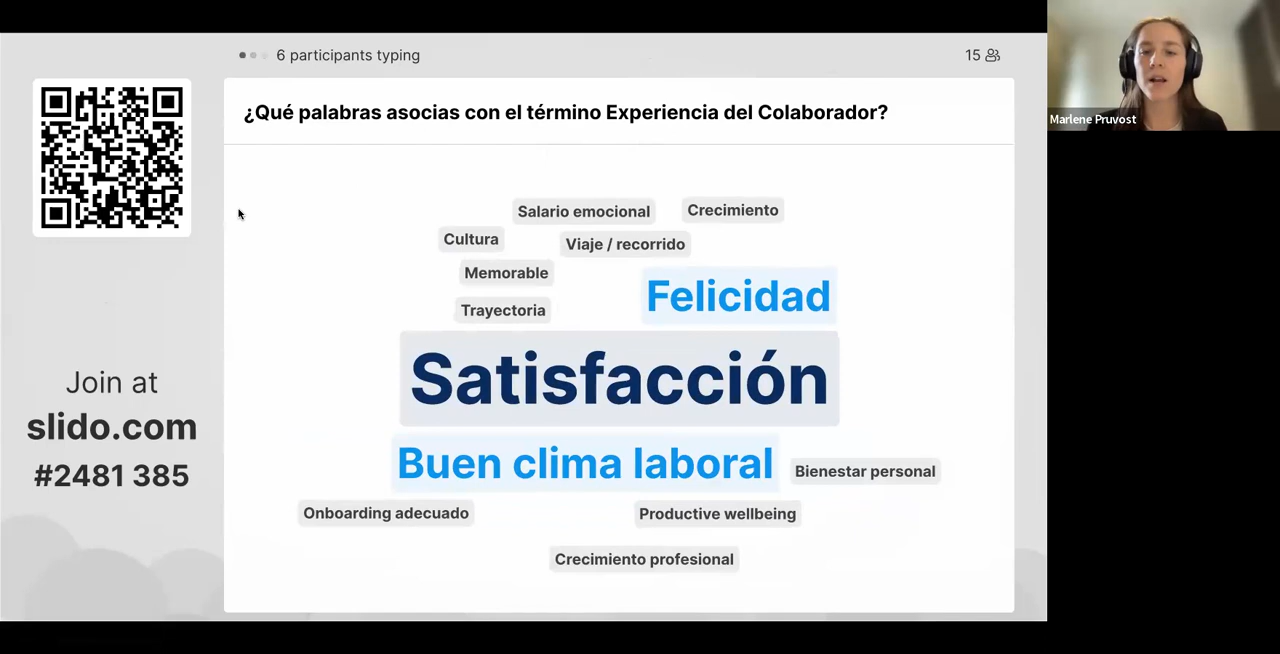 6 participants typing
15
¿Qué palabras asocias con el término Experiencia del Colaborador?
Salario emocional
Crecimiento
Cultura
Viaje / recorrido
Memorable
Felicidad
Trayectoria
Satisfacción
Buen clima laboral
Bienestar personal
Onboarding adecuado
Productive wellbeing
Crecimiento profesional
Join at
slido.com
#2481 385
Marlene Pruvost